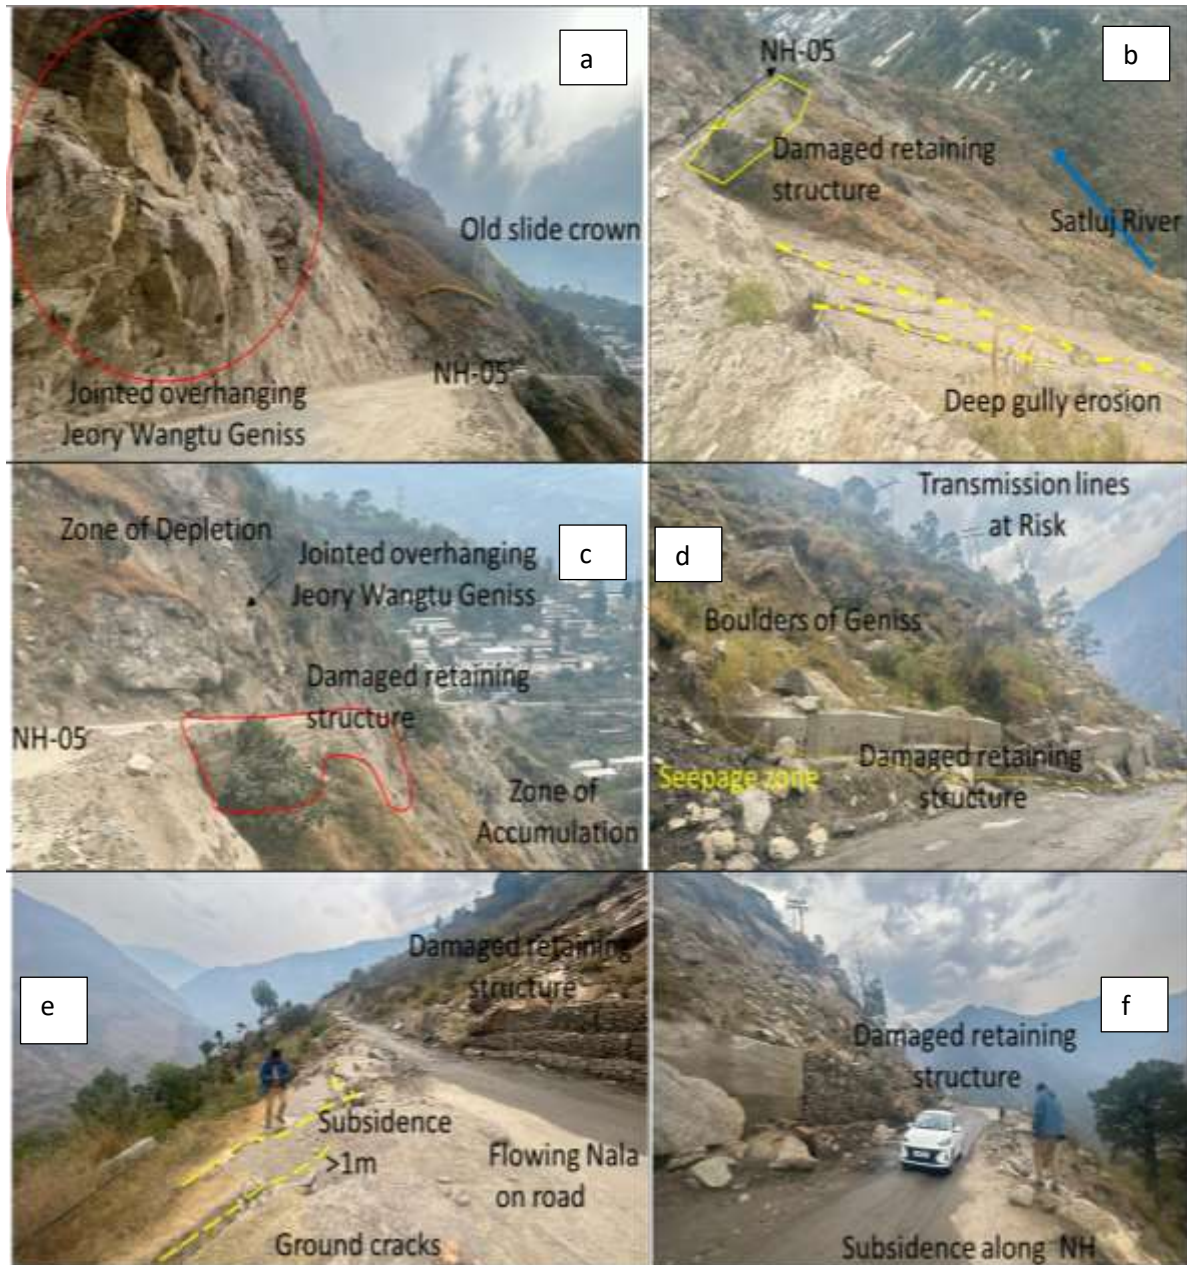 a
Old slide crown
NH-05
Jointed overhanging
Jeory Wangtu Geniss
b
NH-05
Damaged retaining
structure
Satluj River
Deep gully erosion
c
Zone of Depletion
Jointed overhanging
Jeory Wangtu Geniss
Damaged retaining
structure
NH-05
Zone of
Accumulation
d
Transmission lines
at Risk
Boulders of Geniss
Seepage zone
Damaged retaining
structure
e
Damaged retaining
structure
Subsidence
>1m
Flowing Nala
on road
Ground cracks
f
Damaged retaining
structure
Subsidence along NH